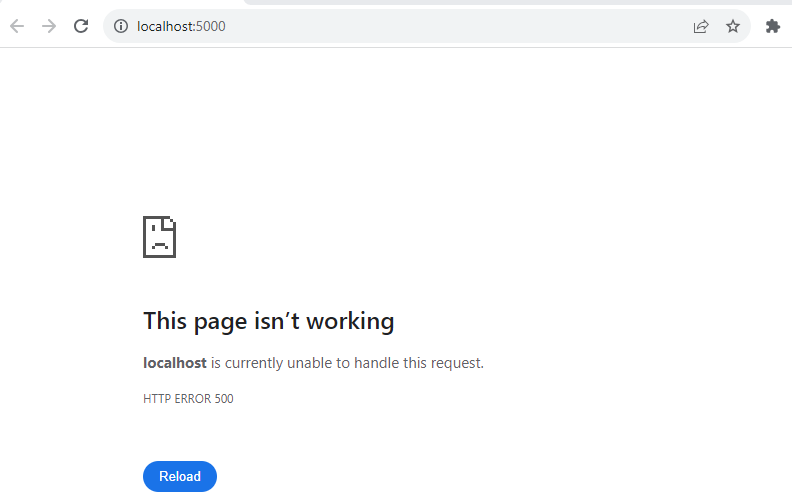 localhost:5000
This page isn’t working
localhost is currently unable to handle this request.
HTTP ERROR 500
Reload